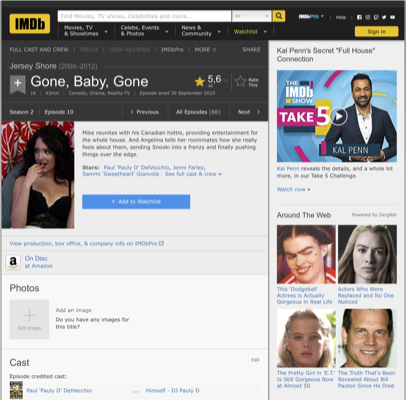 IMDb
Find Movies, TV shows, Celebrities and more...
All
IMDbPro
Help
Movies, TV
& Showtimes
Celebs, Events
& Photos
News &
Community
Watchlist
Sign in
FULL CAST AND CREW | TRIVIA | USER REVIEWS | IMDbPro | MORE
SHARE
Jersey Shore (2009–2012)
Gone, Baby, Gone
5,6
Rate
This
16 | 43min | Comedy, Drama, Reality-TV | Episode aired 30 September 2010
Season 2 | Episode 10
Previous
All Episodes (88)
Next
Mike reunites with his Canadian hottie, providing entertainment for
the whole house. And Angelina tells her roommates how she really
feels about them, sending Snooki into a frenzy and finally pushing
things over the edge.
Stars: Paul 'Pauly D' DelVecchio, Jenni Farley,
Sammi 'Sweetheart' Giancola | See full cast & crew »
+ Add to Watchlist
View production, box office, & company info on IMDbPro
On Disc
at Amazon
Photos
Add Image
Add an image
Do you have any images for
this title?
Cast
Edit
Episode credited cast:
Paul 'Pauly D' DelVecchio ... Himself - DJ Pauly D
Kal Penn's Secret "Full House"
Connection
THE
IMDb
SHOW
TAKE 5
KAL PENN
Kal Penn reveals the details, and a whole lot
more, in our Take 5 Challenge.
Watch now »
Around The Web
Powered by ZergNet
This 'Dodgeball'
Actress is Actually
Gorgeous in Real Life
Actors Who Were
Replaced and No One
Noticed
The Pretty Girl in 'E.T.'
Is Still Gorgeous Now
at Almost 50
The Truth That's Been
Revealed About Bill
Paxton Since He Died